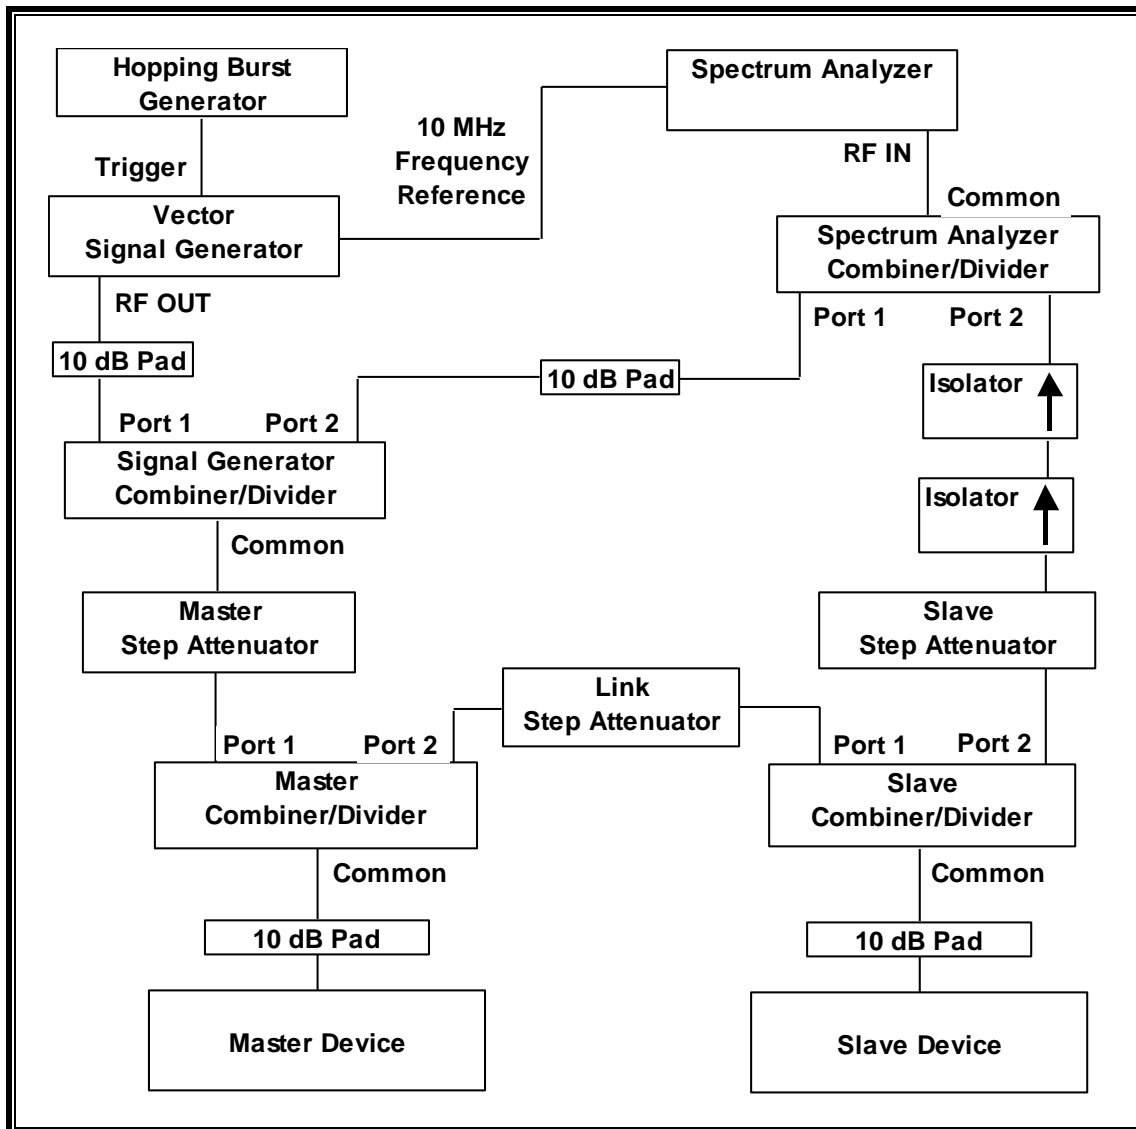 Hopping Burst
Generator
Spectrum Analyzer
10 MHz
Frequency
Reference
Trigger
RF IN
Vector
Signal Generator
Common
Spectrum Analyzer
Combiner/Divider
RF OUT
Port 1
Port 2
10 dB Pad
10 dB Pad
Isolator
Port 1
Port 2
Signal Generator
Combiner/Divider
Isolator
Common
Master
Step Attenuator
Slave
Step Attenuator
Link
Step Attenuator
Port 1
Port 2
Port 1
Port 2
Master
Combiner/Divider
Slave
Combiner/Divider
Common
Common
10 dB Pad
10 dB Pad
Master Device
Slave Device